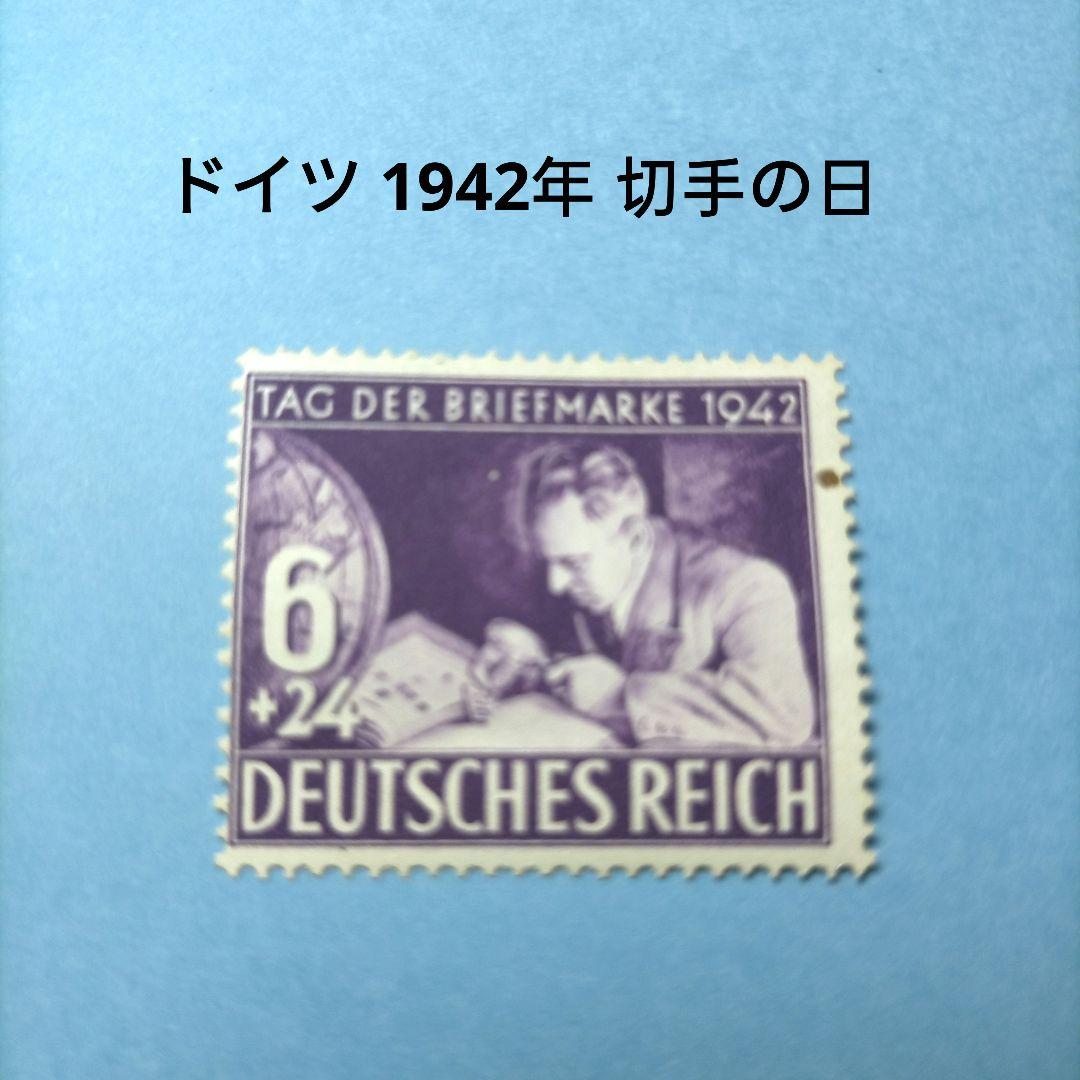 ドイツ 1942年 切手の日
TAG DER BRIEFMARKE 1942
6
+24
DEUTSCHES REICH